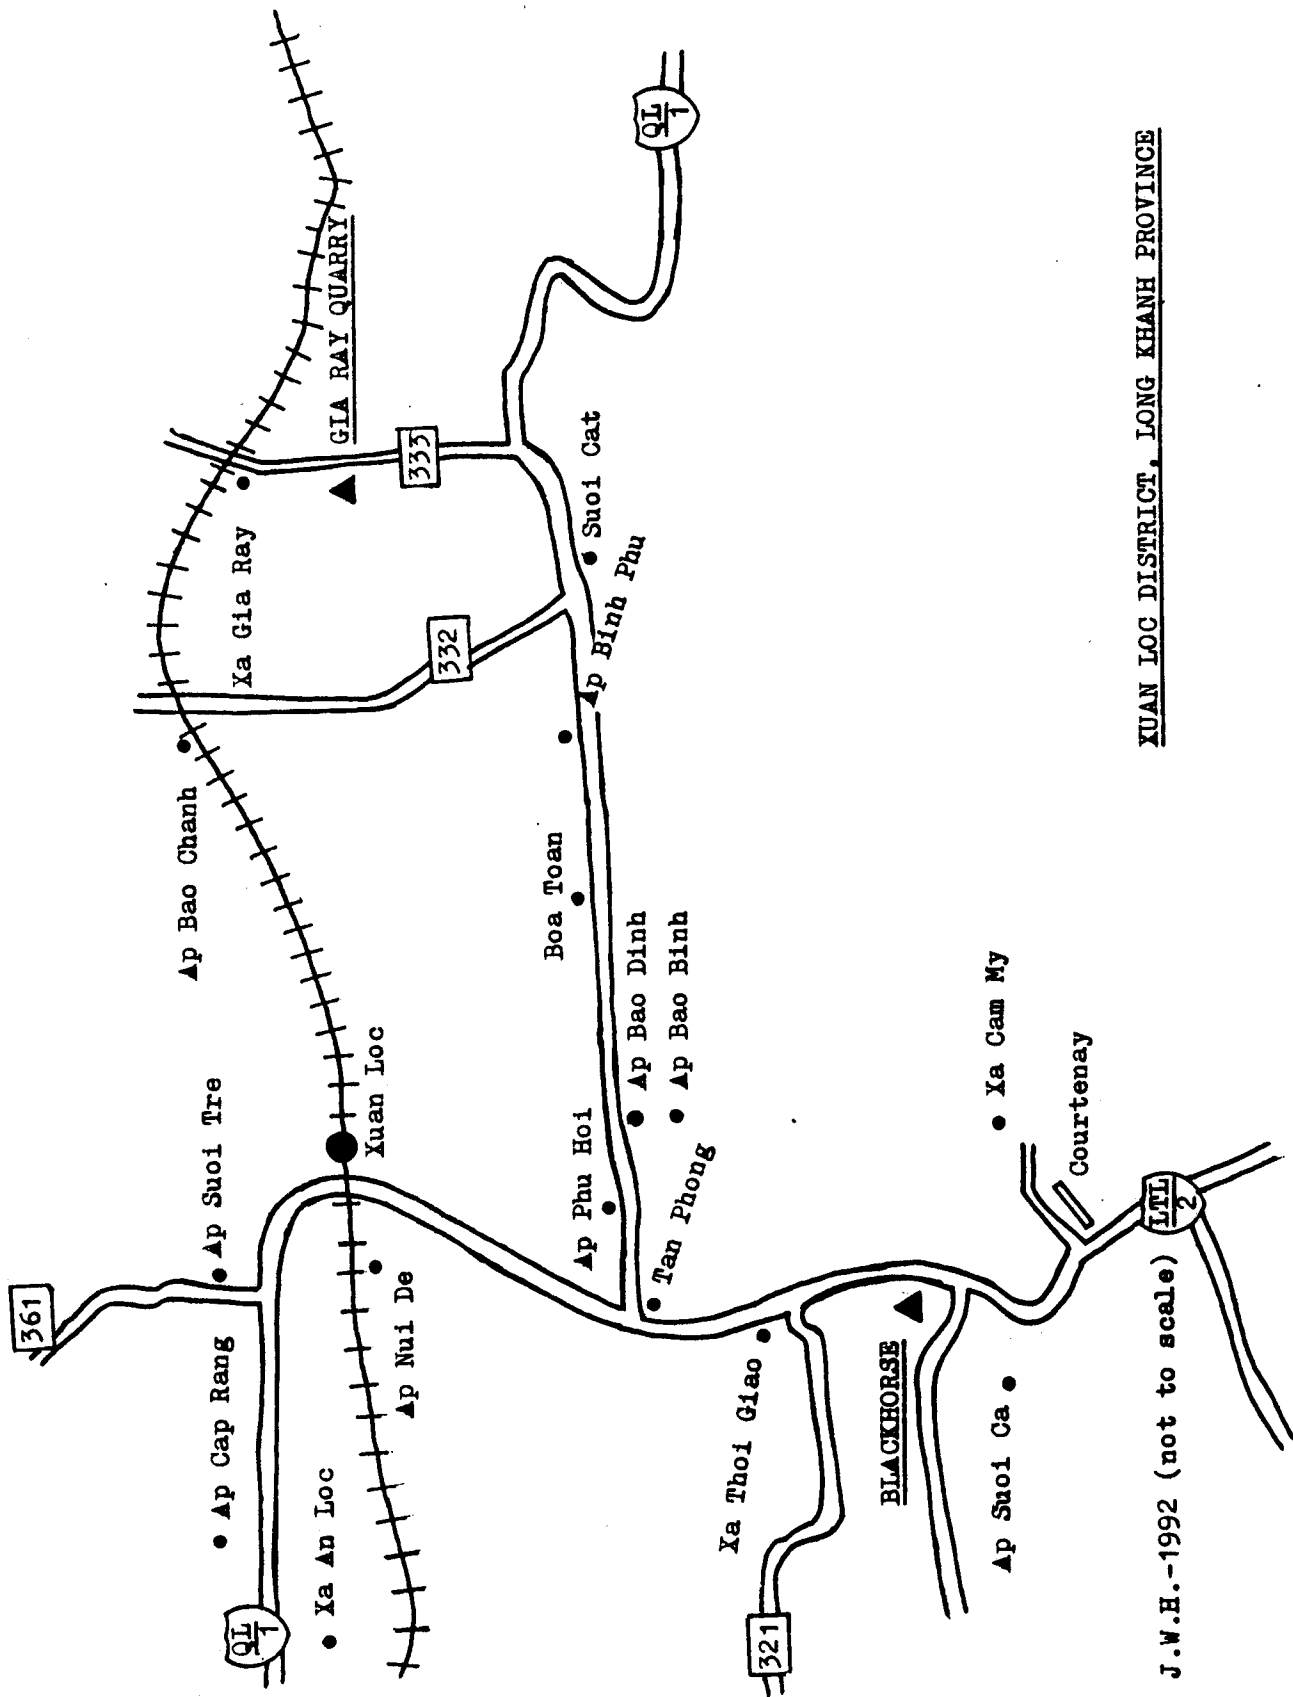 361
Ap Suoi Tre
Ap Cap Rang
QL
1
Xa An Loc
Xuan Loc
Ap Nui De
Ap Bao Chanh
Xa Gia Ray
GIA RAY QUARRY
333
332
QL
1
Suoi Cat
Ap Binh Phu
Boa Toan
Ap Bao Dinh
Ap Bao Binh
Ap Phu Hoi
Tan Phong
Xa Thoi Giao
321
BLACKHORSE
Ap Suoi Ca
Xa Cam My
Courtenay
LTL
2
J.W.H.-1992 (not to scale)
XUAN LOC DISTRICT, LONG KHANH PROVINCE